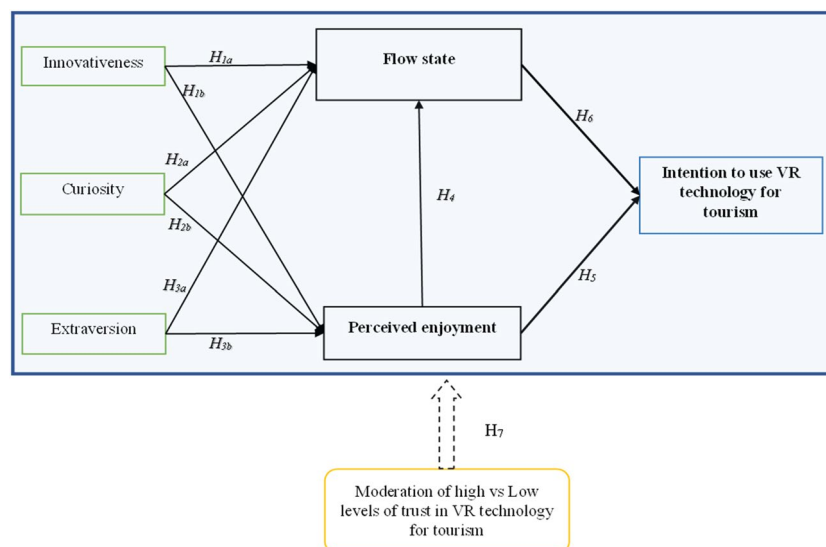 Innovativeness
H1a
Flow state
H1b
H6
H2a
Curiosity
Intention to use VR
technology for
tourism
H4
H2b
H3a
H5
Extraversion
H3b
Perceived enjoyment
H7
Moderation of high vs Low
levels of trust in VR technology
for tourism